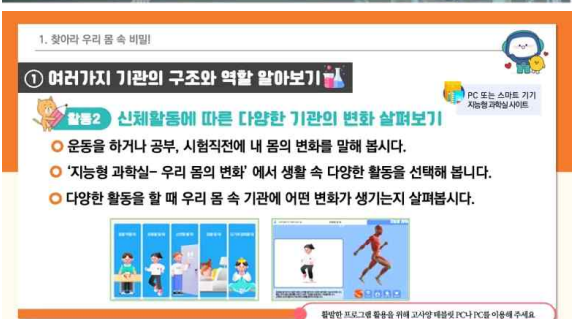 1. 찾아라 우리 몸 속 비밀!
① 여러가지 기관의 구조와 역할 알아보기
PC 또는 스마트 기기
지능형 과학실 사이트
활동2 신체활동에 따른 다양한 기관의 변화 살펴보기
운동을 하거나 공부, 시험직전에 내 몸의 변화를 말해 봅시다.
'지능형 과학실- 우리 몸의 변화' 에서 생활 속 다양한 활동을 선택해 봅니다.
다양한 활동을 할 때 우리 몸 속 기관에 어떤 변화가 생기는지 살펴봅시다.
활발한 프로그램 활용을 위해 고사양 태블릿 PC나 PC를 이용해 주세요